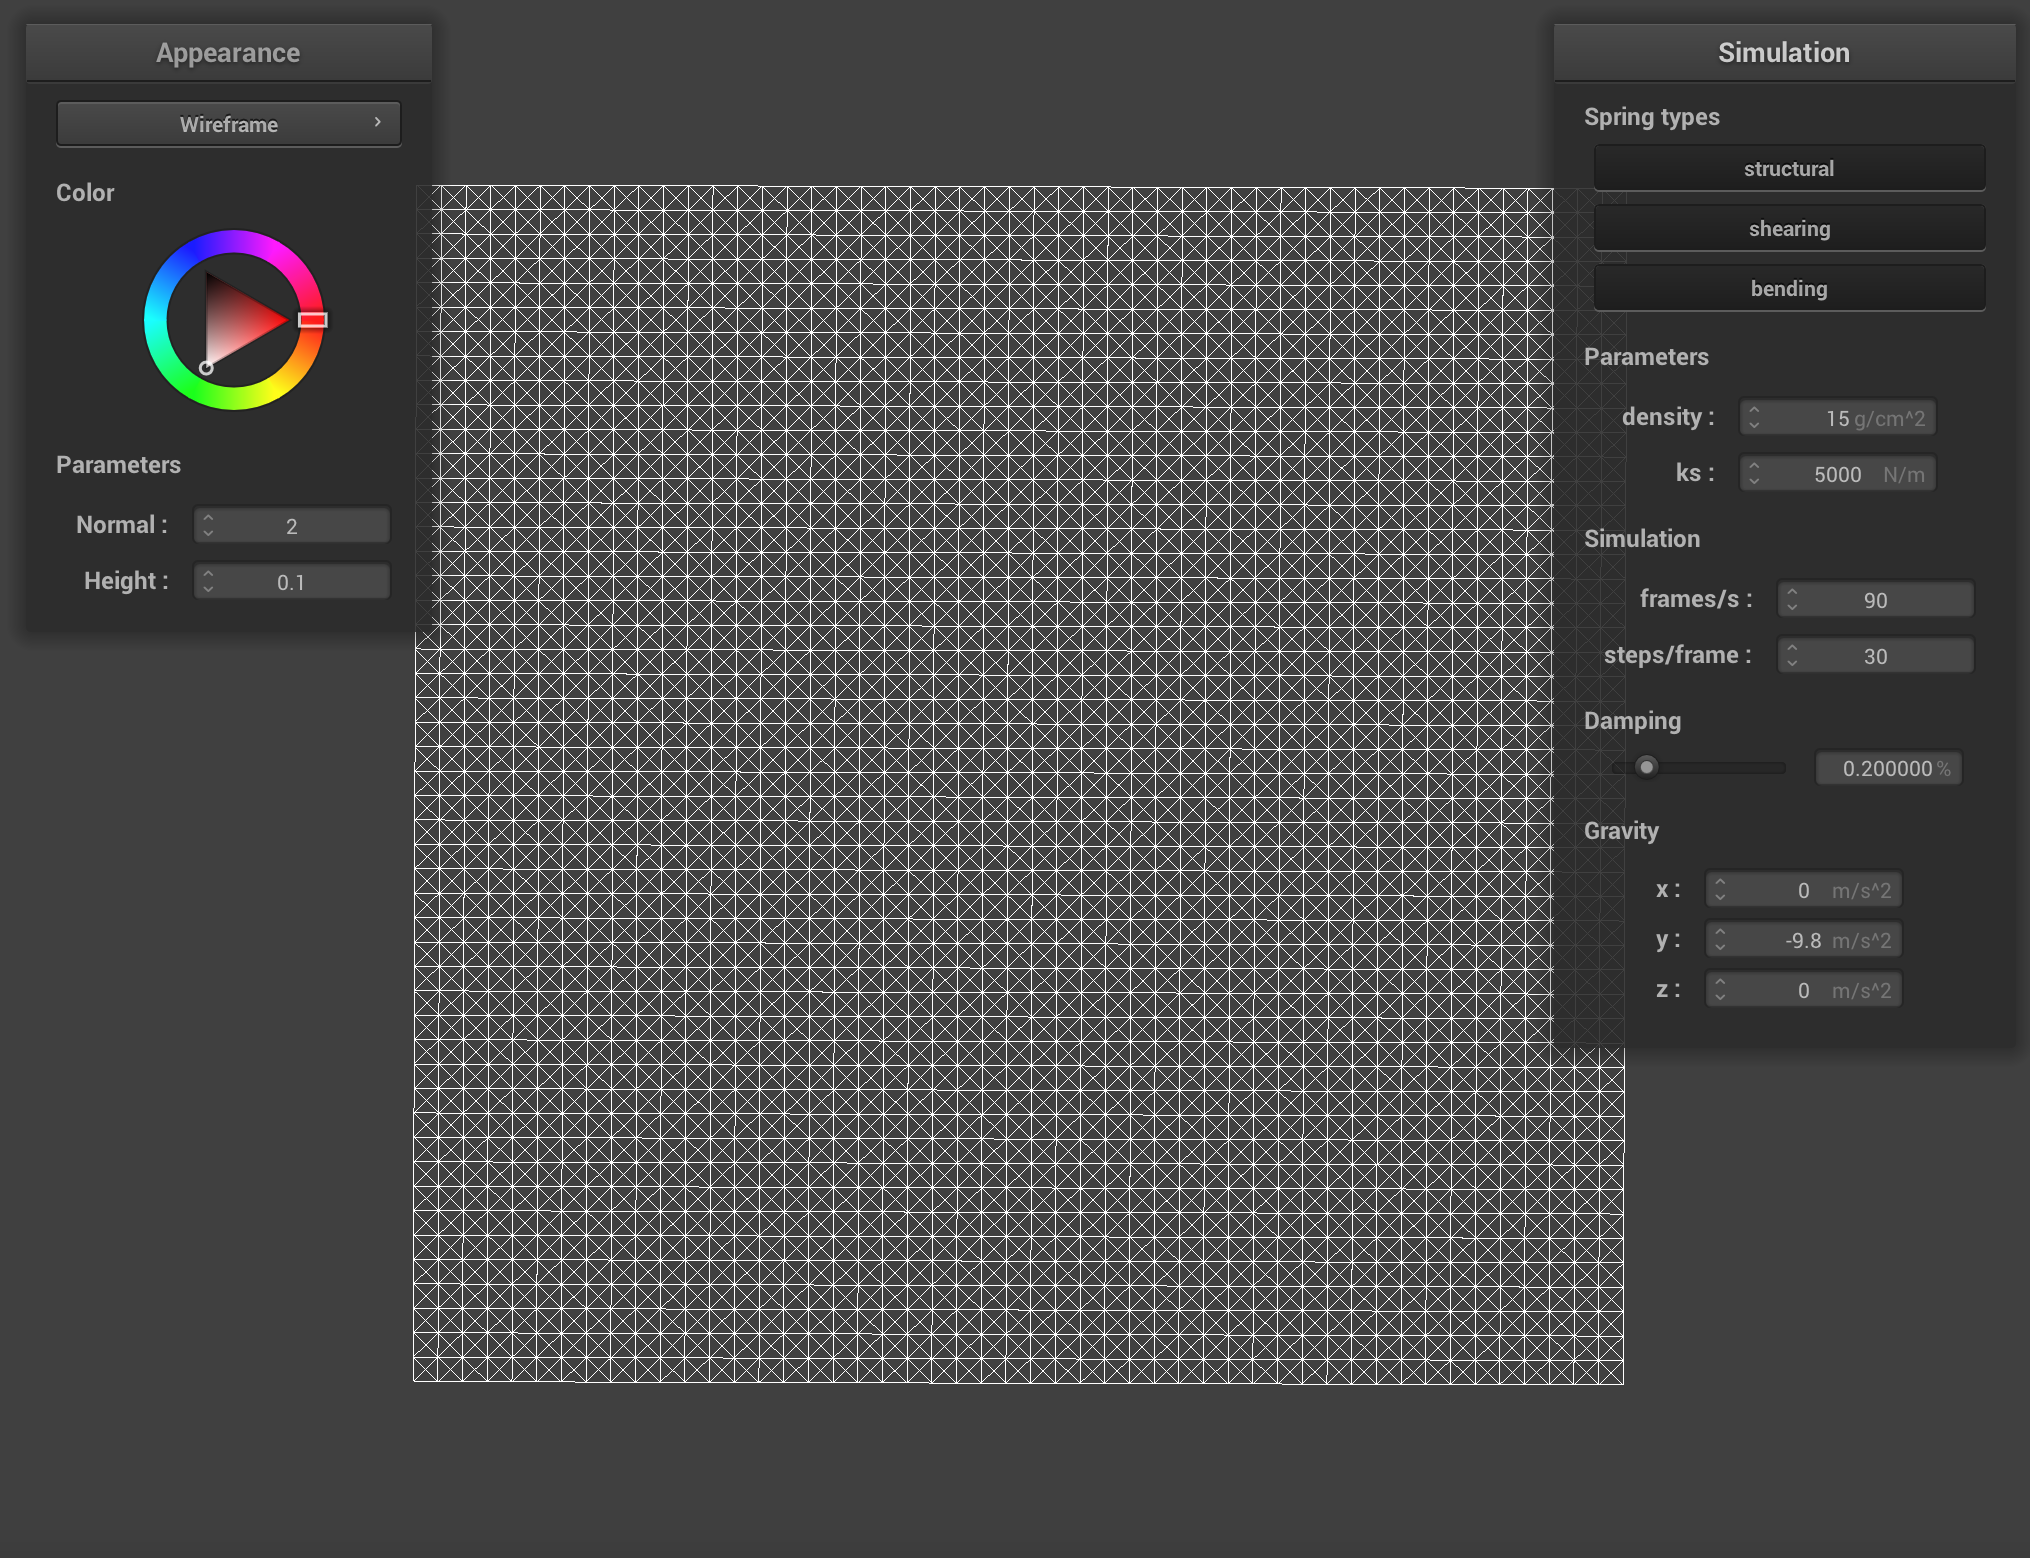 Appearance
Wireframe
Color
Parameters
Normal : 2
Height : 0.1
Simulation
Spring types
structural
shearing
bending
Parameters
density : 15 g/cm^2
ks : 5000 N/m
Simulation
frames/s : 90
steps/frame : 30
Damping
0.200000 %
Gravity
x : 0 m/s^2
y : -9.8 m/s^2
z : 0 m/s^2